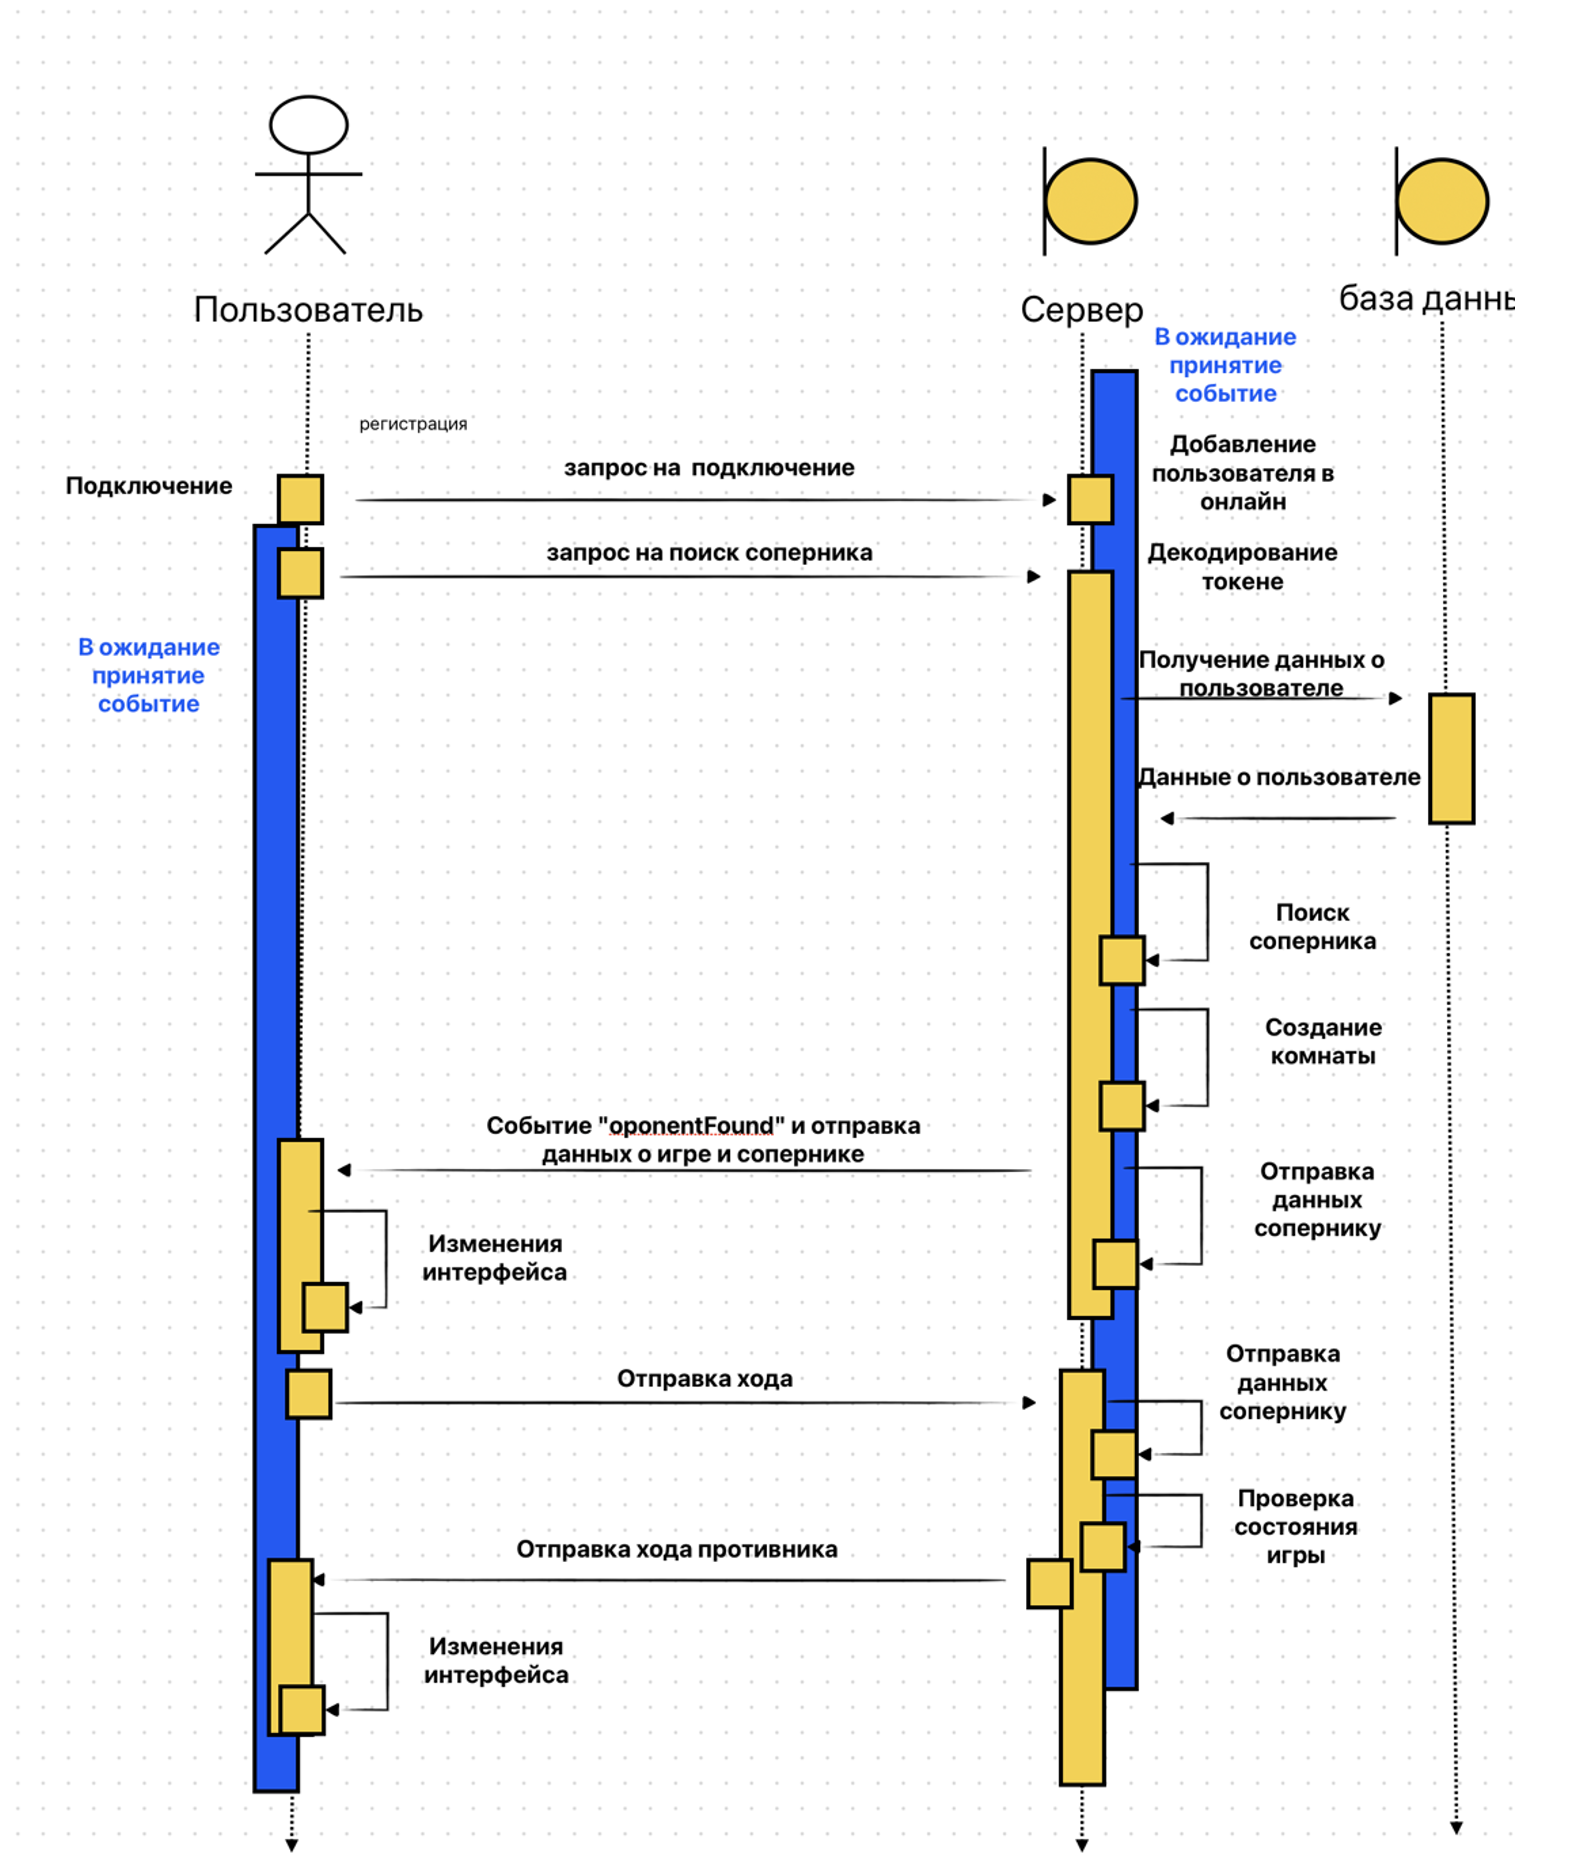 Пользователь
Сервер
база данны
В ожидание
принятие
событие
регистрация
Подключение
запрос на  подключение
Добавление
пользователя в
онлайн
запрос на поиск соперника
Декодирование
токене
В ожидание
принятие
событие
Получение данных о
пользователе
Данные о пользователе
Поиск
соперника
Создание
комнаты
Событие "oponentFound" и отправка
данных о игре и сопернике
Отправка
данных
сопернику
Изменения
интерфейса
Отправка хода
Отправка
данных
сопернику
Проверка
состояния
игры
Отправка хода противника
Изменения
интерфейса